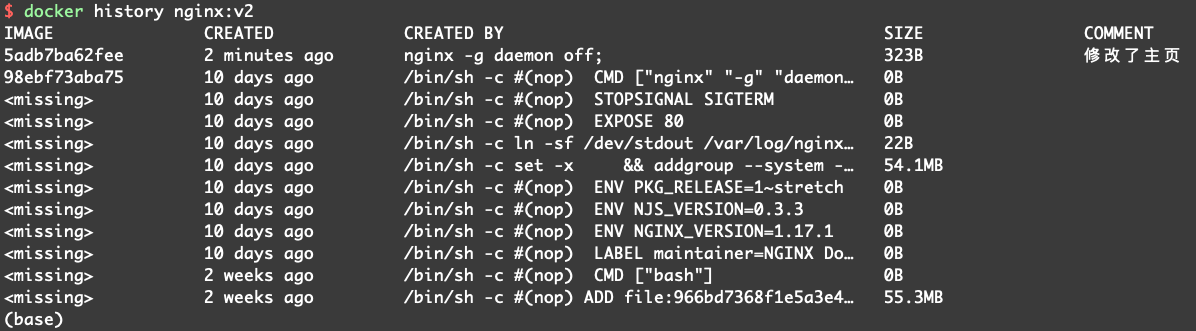 $ docker history nginx:v2
IMAGE CREATED CREATED BY SIZE COMMENT
5adb7ba62fee 2 minutes ago nginx -g daemon off; 323B 修改了主页
98ebf73aba75 10 days ago /bin/sh -c #(nop) CMD ["nginx" "-g" "daemon… 0B
<missing> 10 days ago /bin/sh -c #(nop) STOPSIGNAL SIGTERM 0B
<missing> 10 days ago /bin/sh -c #(nop) EXPOSE 80 0B
<missing> 10 days ago /bin/sh -c ln -sf /dev/stdout /var/log/nginx… 22B
<missing> 10 days ago /bin/sh -c set -x && addgroup --system -… 54.1MB
<missing> 10 days ago /bin/sh -c #(nop) ENV PKG_RELEASE=1~stretch 0B
<missing> 10 days ago /bin/sh -c #(nop) ENV NJS_VERSION=0.3.3 0B
<missing> 10 days ago /bin/sh -c #(nop) ENV NGINX_VERSION=1.17.1 0B
<missing> 10 days ago /bin/sh -c #(nop) LABEL maintainer=NGINX Do… 0B
<missing> 2 weeks ago /bin/sh -c #(nop) CMD ["bash"] 0B
<missing> 2 weeks ago /bin/sh -c #(nop) ADD file:966bd7368f1e5a3e4… 55.3MB
(base)